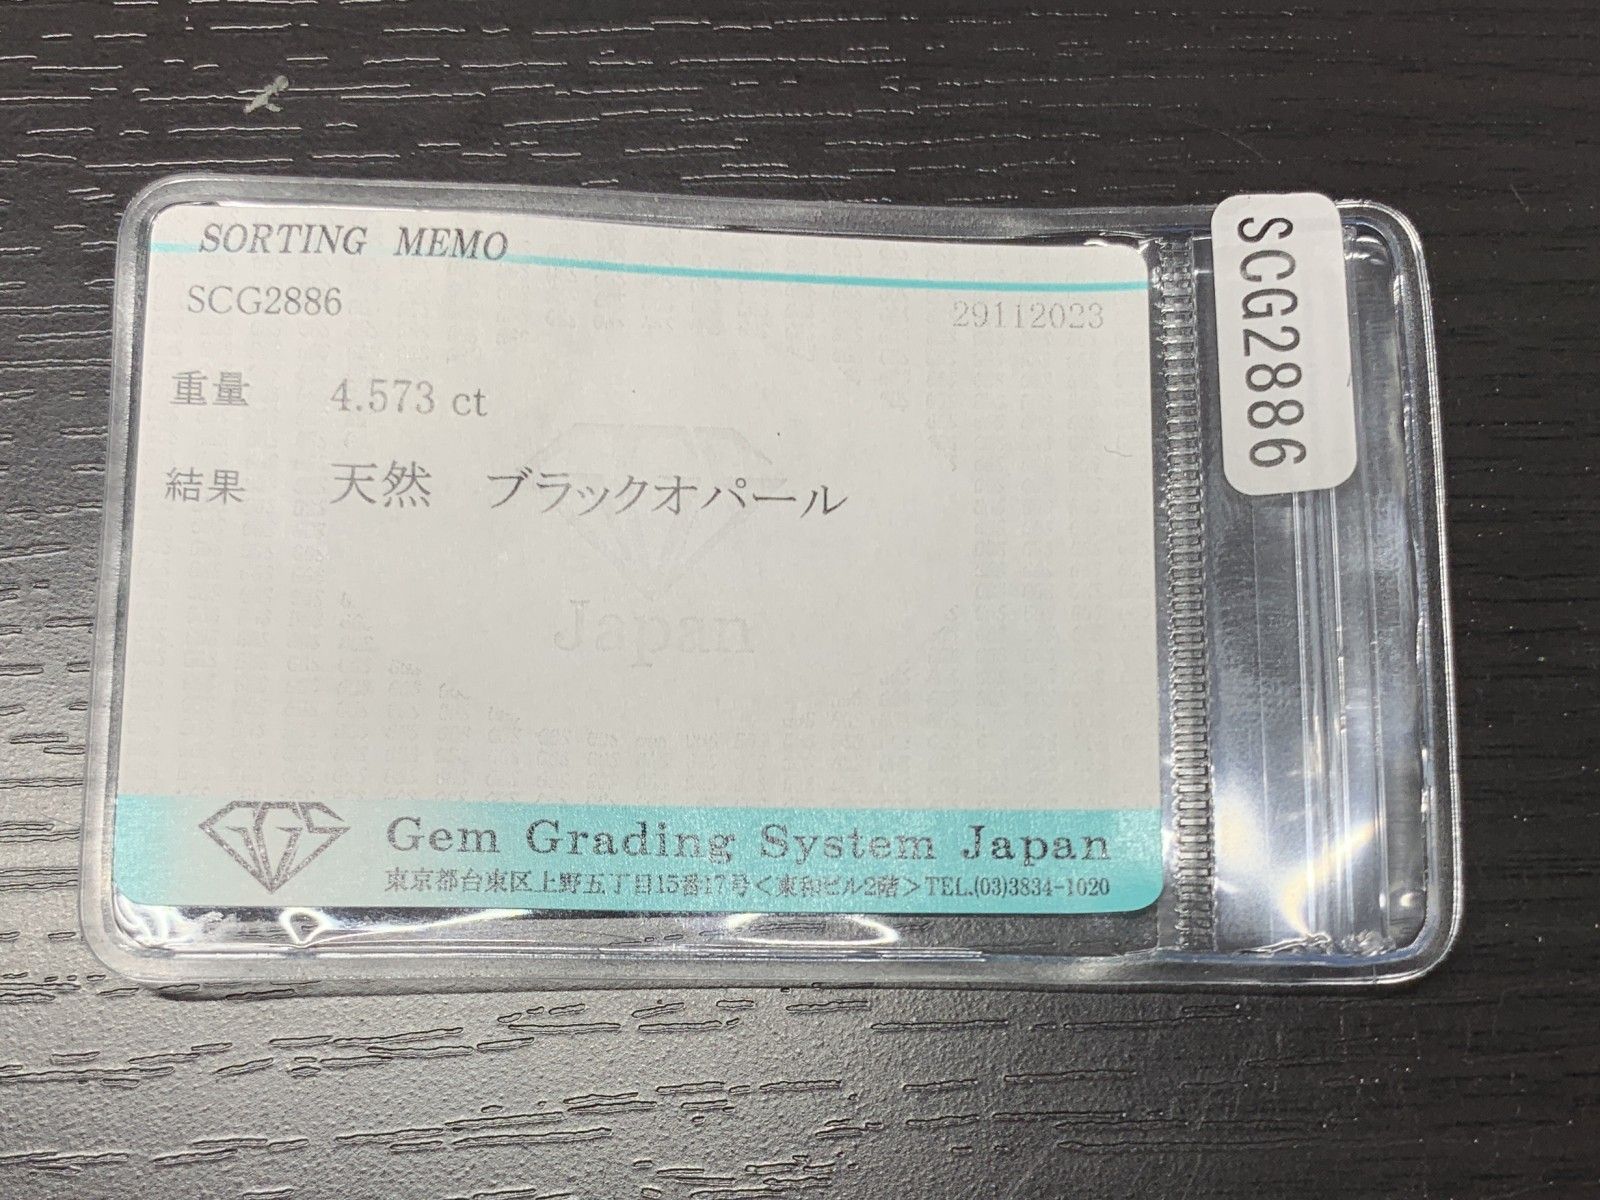 SORTING MEMO
SCG2886
29112023
重量 4.573 ct
結果 天然 ブラックオパール
Japan
GGS
Gem Grading System Japan
東京都台東区上野五丁目15番17号<東和ビル2階>TEL.(03)3834-1020
SCG2886